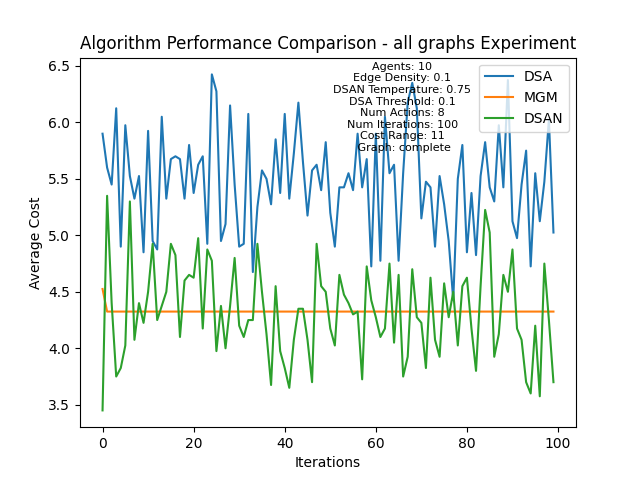 Algorithm Performance Comparison - all graphs Experiment
Agents: 10
Edge Density: 0.1
DSAN Temperature: 0.75
DSA Threshold: 0.1
Num Actions: 8
Num Iterations: 100
Cost Range: 11
Graph: complete
DSA
MGM
DSAN
6.5
6.0
5.5
5.0
4.5
4.0
3.5
Average Cost
0
20
40
60
80
100
Iterations